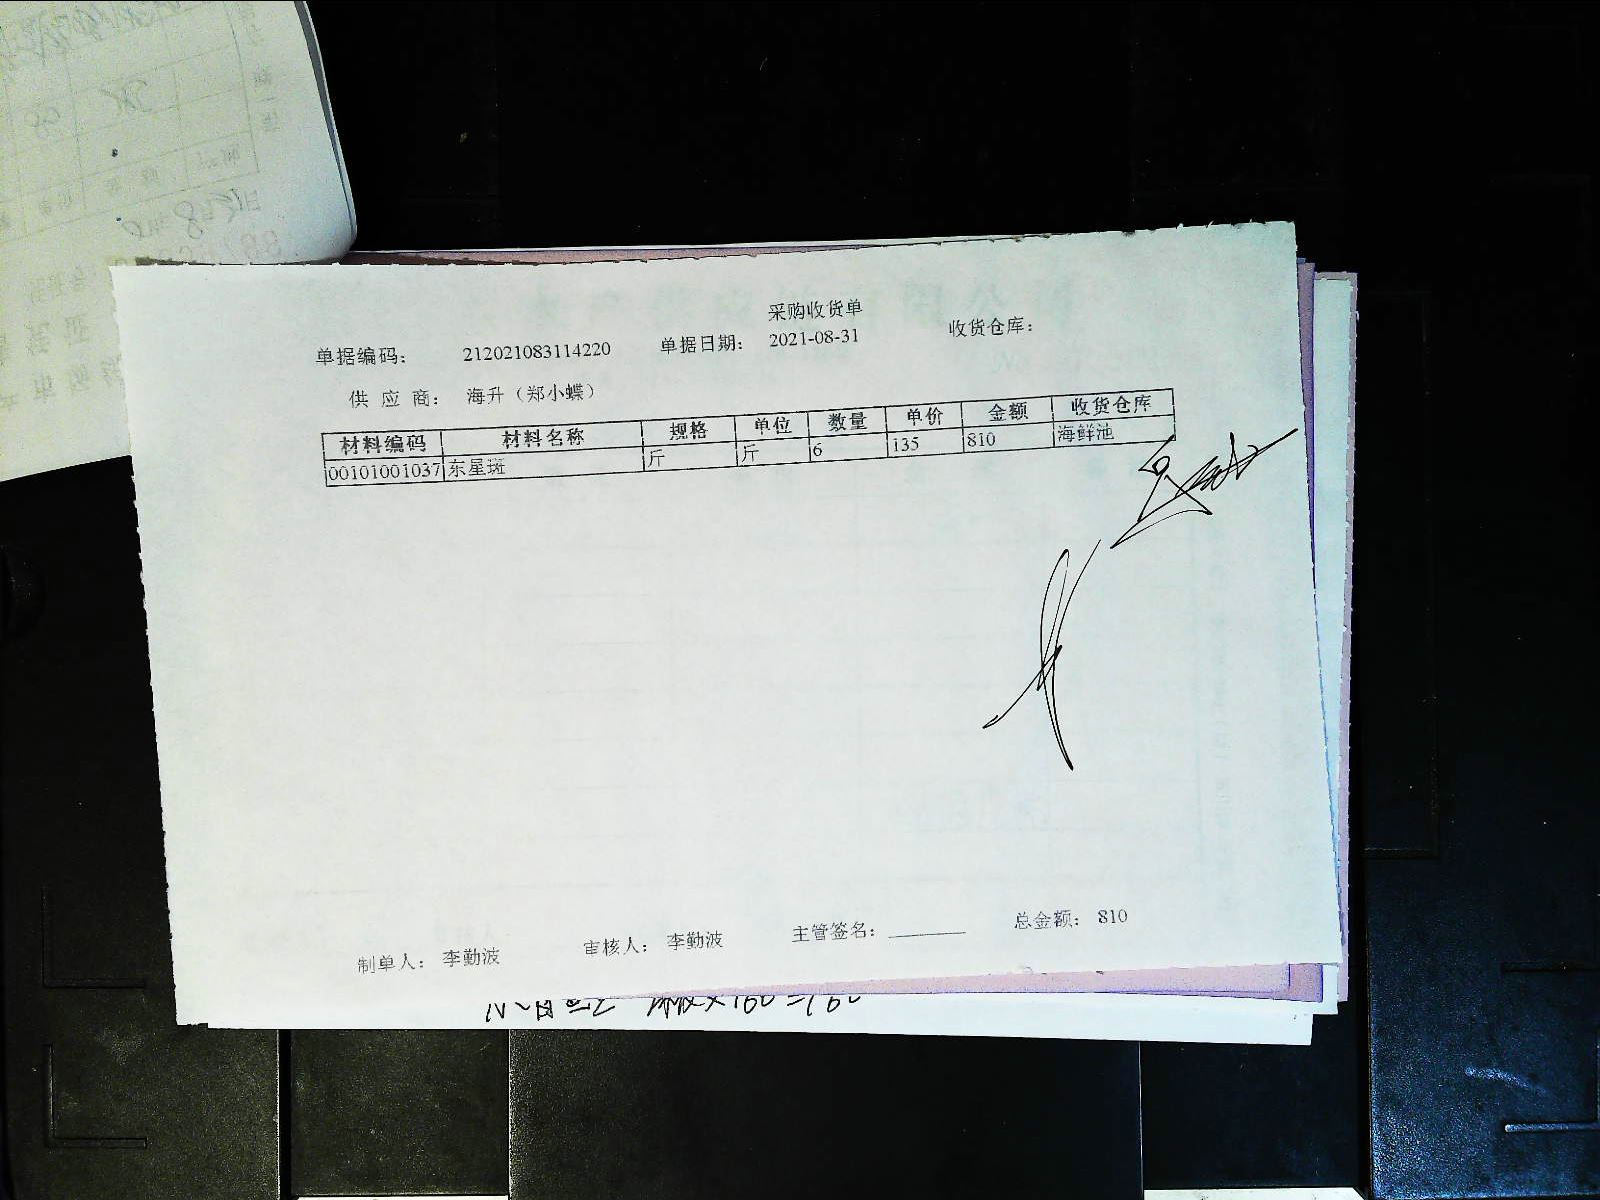 采购收货单
单据编码： 212021083114220 单据日期： 2021-08-31 收货仓库：
供 应 商： 海升（郑小蝶）
材料编码 材料名称 规格 单位 数量 单价 金额 收货仓库
00101001037 东星斑 斤 斤 6 135 810 海鲜池
制单人： 李勤波 审核人： 李勤波 主管签名：________ 总金额： 810